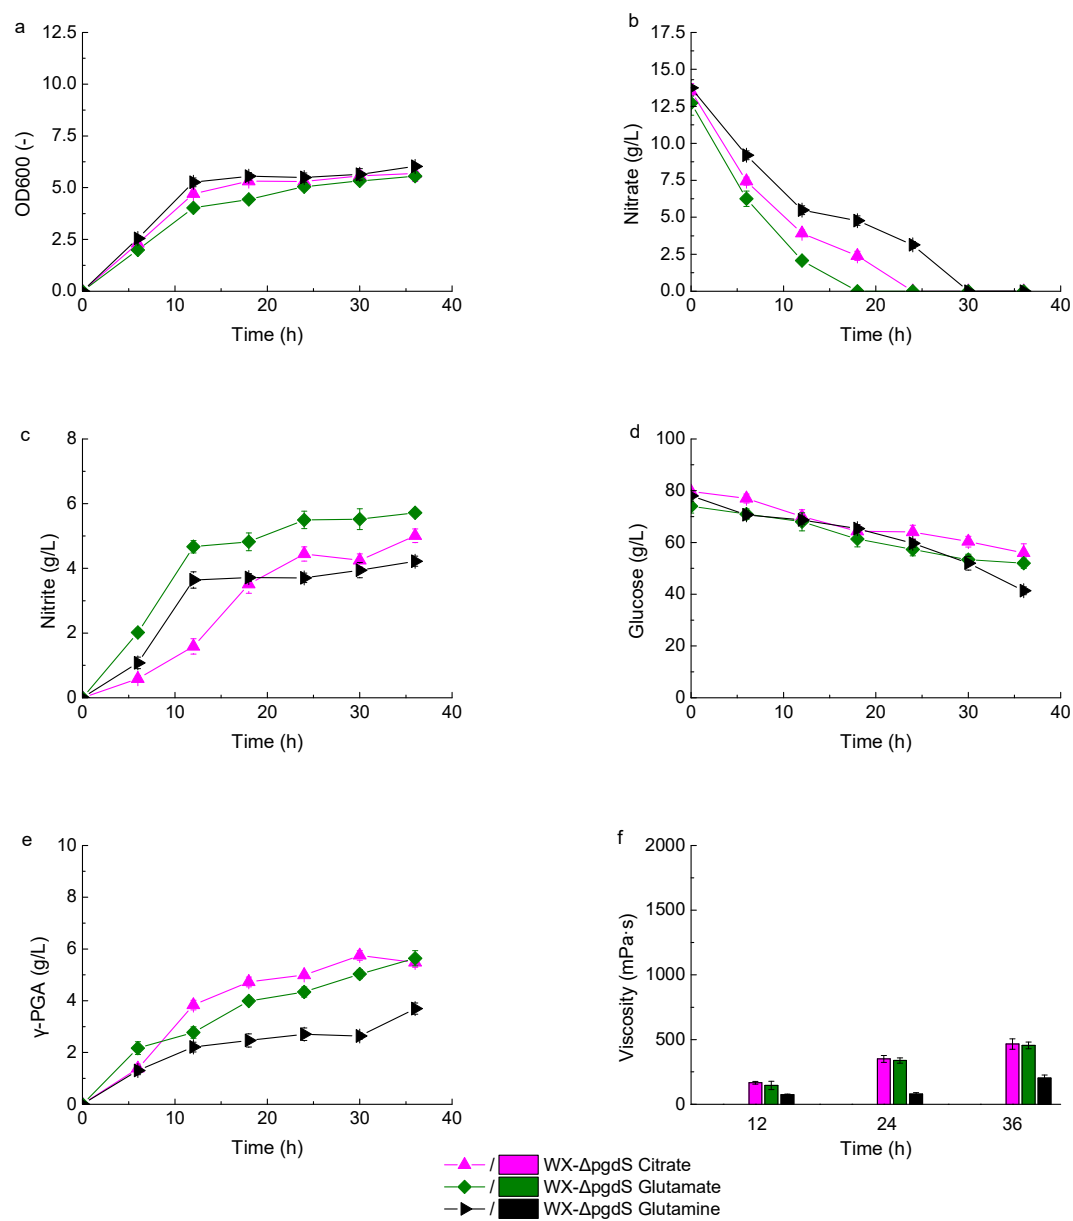 a
12.5
10.0
7.5
5.0
2.5
0.0
OD600 (-)
0 10 20 30 40
Time (h)
b
17.5
15.0
12.5
10.0
7.5
5.0
2.5
0.0
Nitrate (g/L)
0 10 20 30 40
Time (h)
c
8
6
4
2
0
Nitrite (g/L)
0 10 20 30 40
Time (h)
d
100
80
60
40
20
0
Glucose (g/L)
0 10 20 30 40
Time (h)
e
10
8
6
4
2
0
γ-PGA (g/L)
0 10 20 30 40
Time (h)
f
2000
1500
1000
500
0
Viscosity (mPa·s)
12 24 36
Time (h)
/ WX-ΔpgdS Citrate
/ WX-ΔpgdS Glutamate
/ WX-ΔpgdS Glutamine